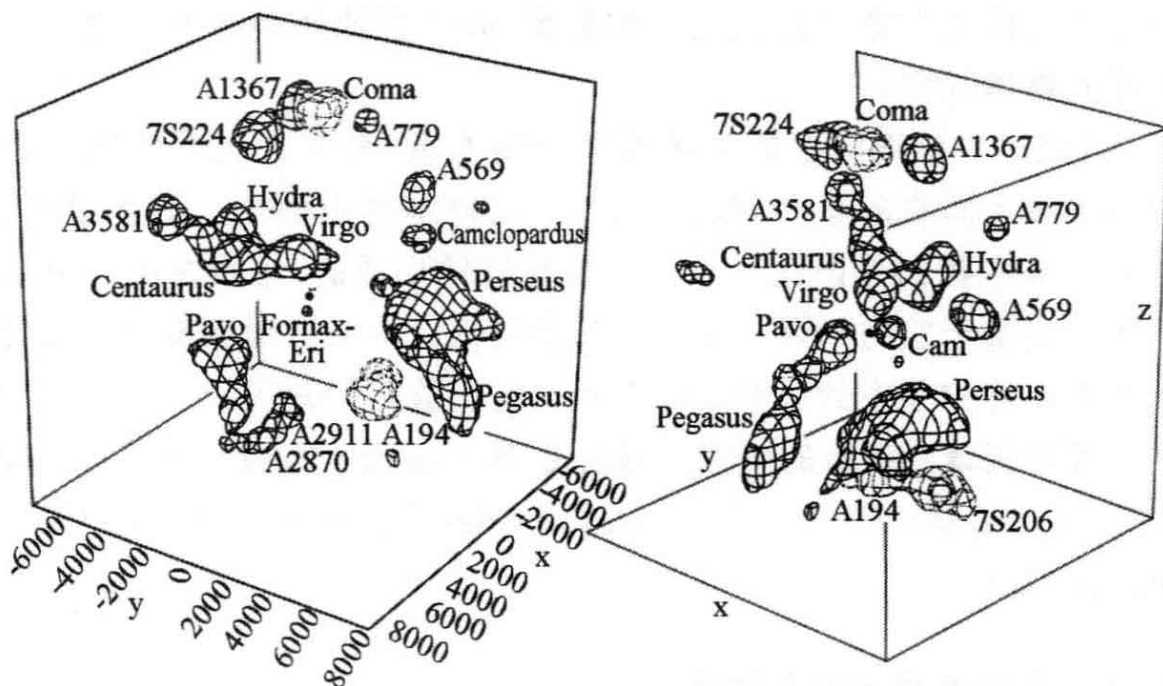 A1367 Coma
7S224
A779
A569
Hydra
A3581
Virgo
Camclopardus
Centaurus
Perseus
Pavo
Fornax-
Eri
Pegasus
A2911 A194
A2870
-6000
-4000
-2000
0
2000
4000
6000
8000
y
-6000
-4000
-2000
0
2000
4000
6000
8000
x
Coma
7S224
A1367
A3581
A779
Centaurus
Hydra
Virgo
Pavo
A569
z
Cam
Perseus
Pegasus
y
A194
7S206
x